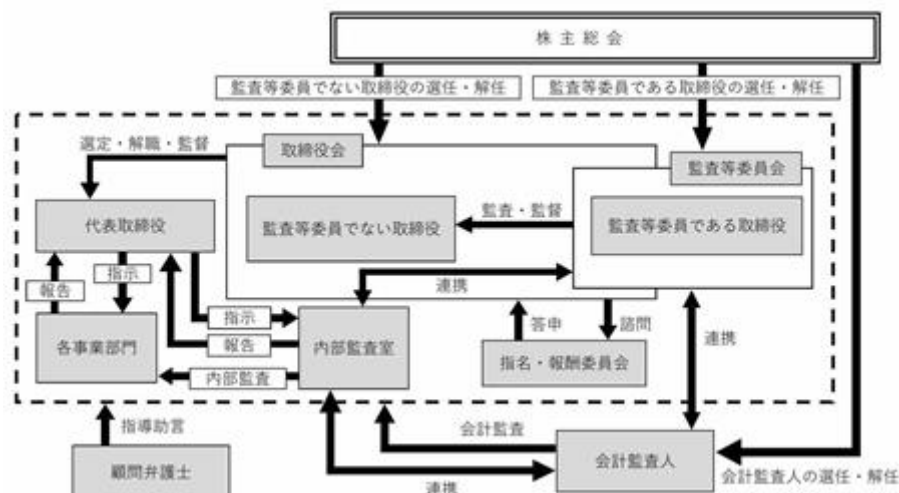 株主総会
監査等委員でない取締役の選任・解任
監査等委員である取締役の選任・解任
選定・解職・監督
取締役会
監査等委員会
代表取締役
監査等委員でない取締役
監査・監督
監査等委員である取締役
指示
報告
連携
各事業部門
指示
報告
内部監査
内部監査室
答申
諮問
指名・報酬委員会
連携
指導助言
顧問弁護士
会計監査
連携
会計監査人
会計監査人の選任・解任